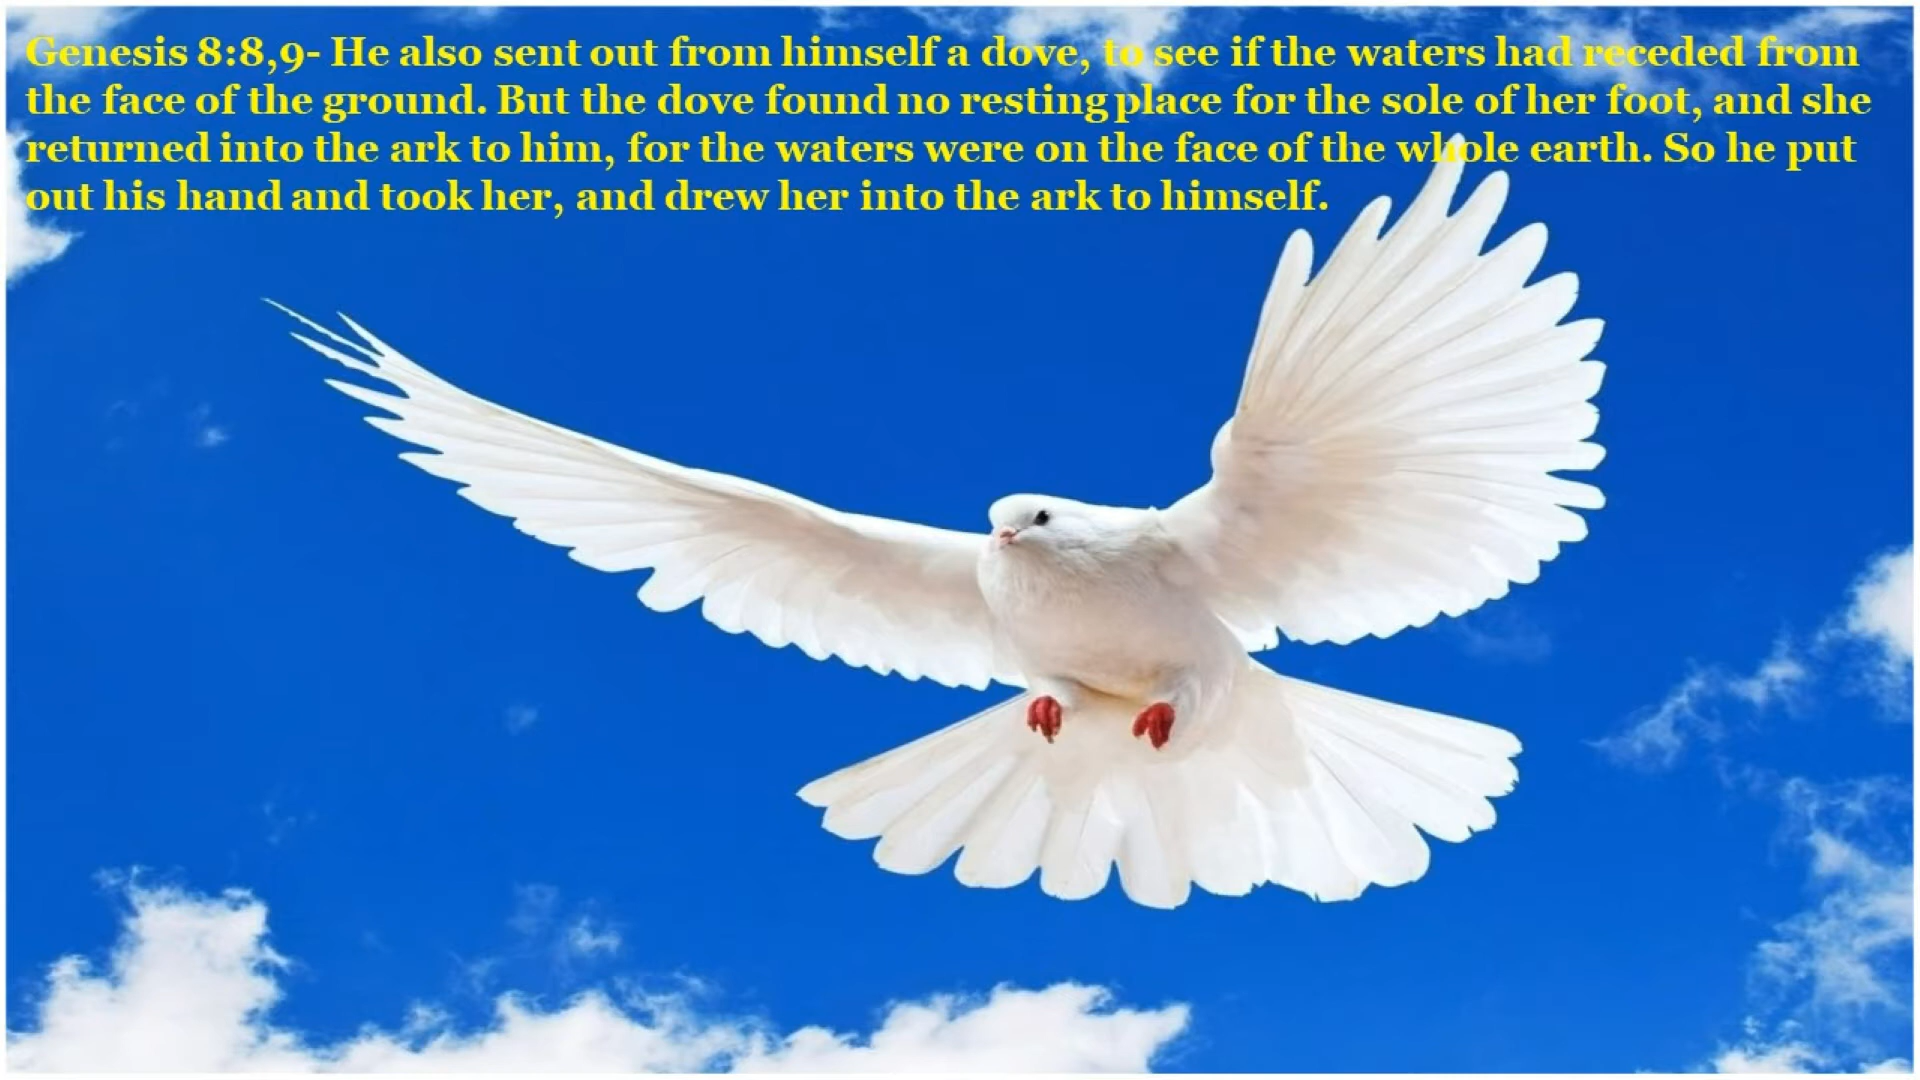 Genesis 8:8,9- He also sent out from himself a dove, to see if the waters had receded from
the face of the ground. But the dove found no resting place for the sole of her foot, and she
returned into the ark to him, for the waters were on the face of the whole earth. So he put
out his hand and took her, and drew her into the ark to himself.